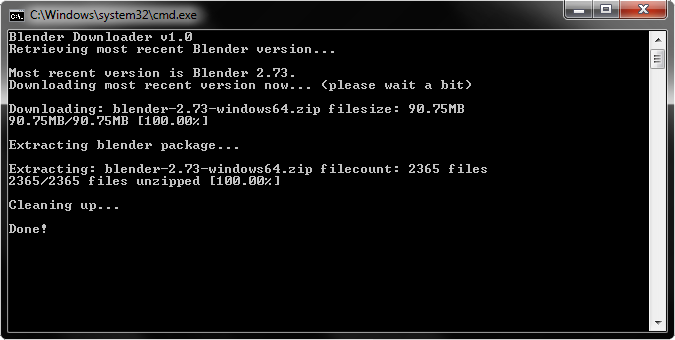 C:\Windows\system32\cmd.exe
Blender Downloader v1.0
Retrieving most recent Blender version...
Most recent version is Blender 2.73.
Downloading most recent version now... (please wait a bit)
Downloading: blender-2.73-windows64.zip filesize: 90.75MB
90.75MB/90.75MB [100.00%]
Extracting blender package...
Extracting: blender-2.73-windows64.zip filecount: 2365 files
2365/2365 files unzipped [100.00%]
Cleaning up...
Done!